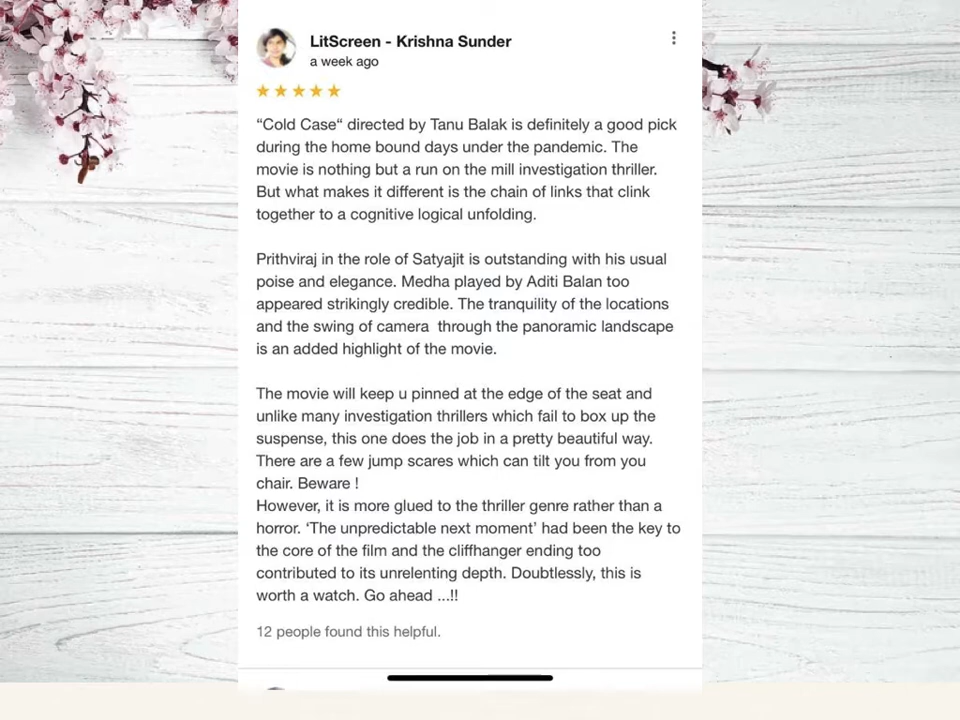 LitScreen - Krishna Sunder
a week ago
“Cold Case“ directed by Tanu Balak is definitely a good pick
during the home bound days under the pandemic. The
movie is nothing but a run on the mill investigation thriller.
But what makes it different is the chain of links that clink
together to a cognitive logical unfolding.
Prithviraj in the role of Satyajit is outstanding with his usual
poise and elegance. Medha played by Aditi Balan too
appeared strikingly credible. The tranquility of the locations
and the swing of camera  through the panoramic landscape
is an added highlight of the movie.
The movie will keep u pinned at the edge of the seat and
unlike many investigation thrillers which fail to box up the
suspense, this one does the job in a pretty beautiful way.
There are a few jump scares which can tilt you from you
chair. Beware !
However, it is more glued to the thriller genre rather than a
horror. ‘The unpredictable next moment’ had been the key to
the core of the film and the cliffhanger ending too
contributed to its unrelenting depth. Doubtlessly, this is
worth a watch. Go ahead ...!!
12 people found this helpful.